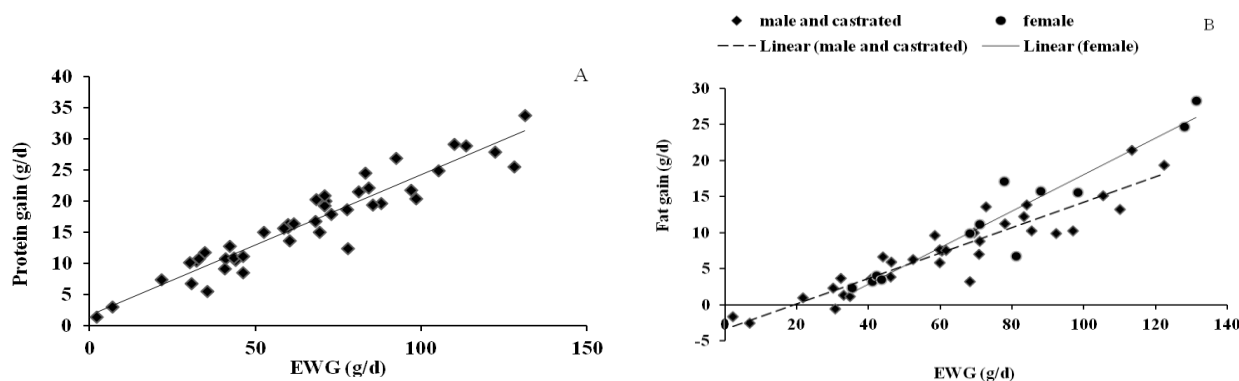 A
Protein gain (g/d)
40
35
30
25
20
15
10
5
0
0 50 100 150
EWG (g/d)
male and castrated female B
Linear (male and castrated) Linear (female)
Fat gain (g/d)
30
25
20
15
10
5
0
-5
0 20 40 60 80 100 120 140
EWG (g/d)